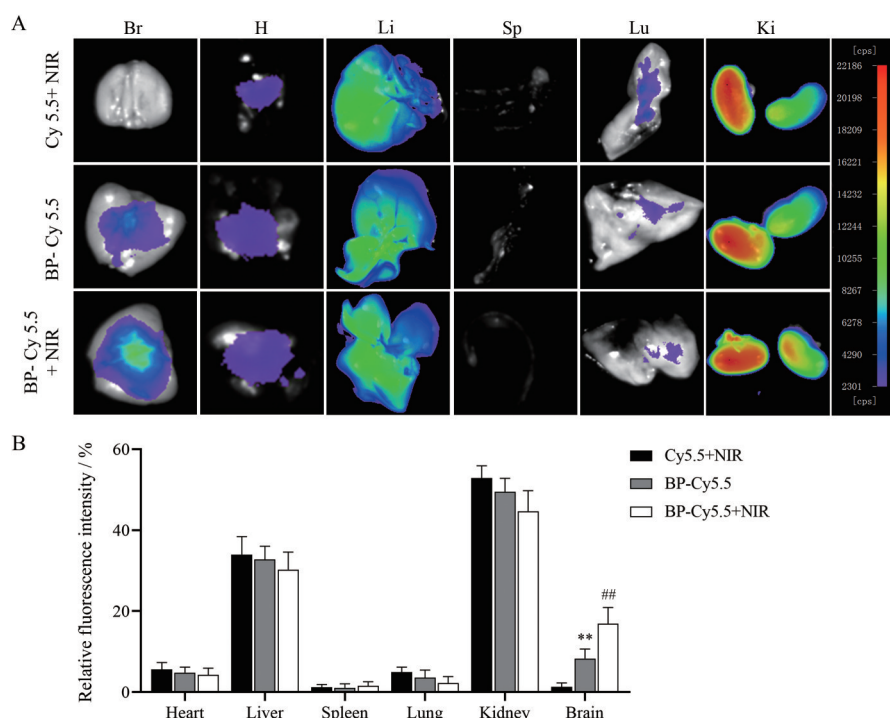 A
Br H Li Sp Lu Ki
Cy 5.5+ NIR
BP- Cy 5.5
BP- Cy 5.5
+ NIR
[cps]
22186
20198
18209
16221
14232
12244
10255
8267
6278
4290
2301
[cps]
B
Relative fluorescence intensity / %
60
40
20
0
Cy5.5+NIR
BP-Cy5.5
BP-Cy5.5+NIR
**
##
Heart Liver Spleen Lung Kidney Brain